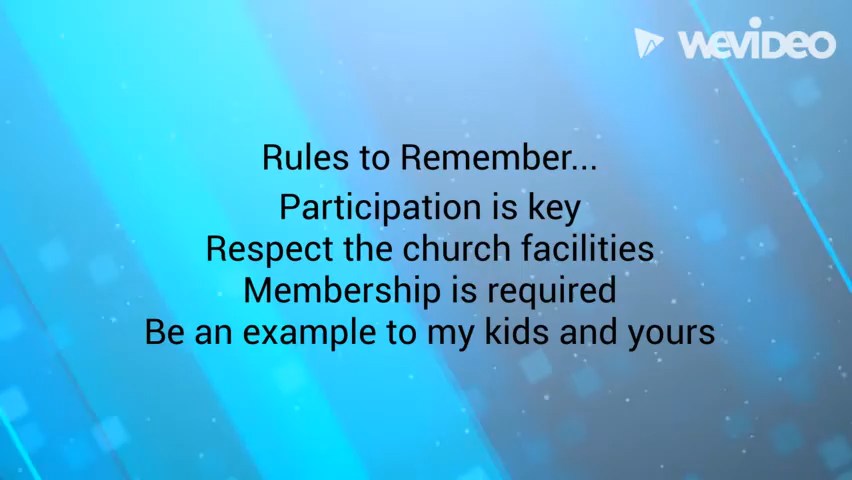 WEVIDEO
Rules to Remember...
Participation is key
Respect the church facilities
Membership is required
Be an example to my kids and yours